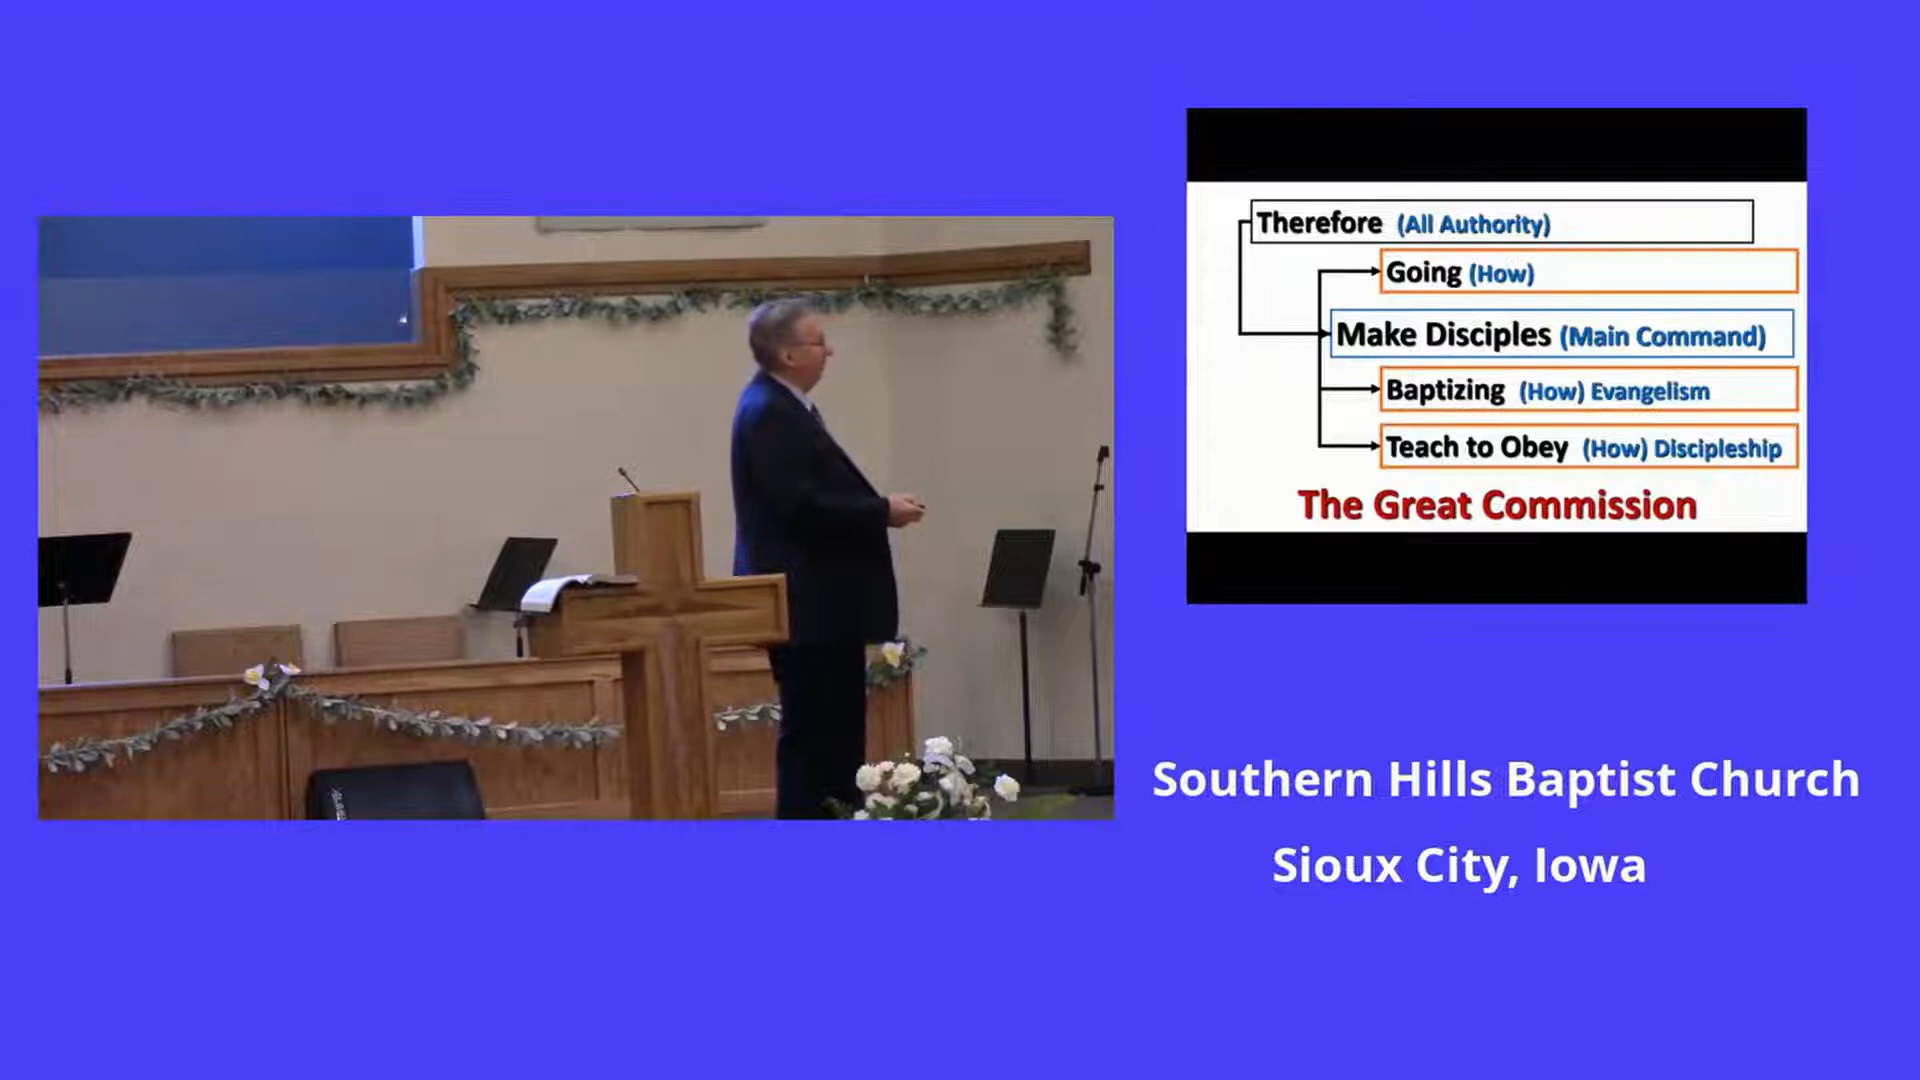 Therefore (All Authority)
Going (How)
Make Disciples (Main Command)
Baptizing (How) Evangelism
Teach to Obey (How) Discipleship
The Great Commission
Southern Hills Baptist Church
Sioux City, Iowa